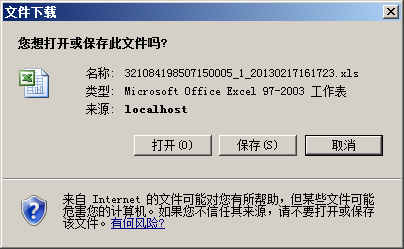 文件下载
您想打开或保存此文件吗?
名称: 321084198507150005_1_20130217161723.xls
类型: Microsoft Office Excel 97-2003 工作表
来源: localhost
打开(O) 保存(S) 取消
来自 Internet 的文件可能对您有所帮助，但某些文件可能
危害您的计算机。如果您不信任其来源，请不要打开或保存
该文件。有何风险?